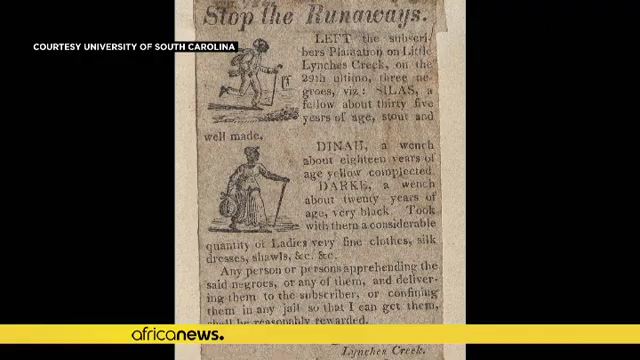 Stop the Runaways.
COURTESY UNIVERSITY OF SOUTH CAROLINA
LEFT the subscri-
bers Plantation on Little
Lynches Creek, on the
29th ultimo, three ne-
groes, viz: SILAS, a
fellow about thirty five
years of age, stout and
well made.
DINAH, a wench
about eighteen years of
age yellow complected.
DARKE, a wench
about twenty years of
age, very black. Took
with them a considerable
quantity of Ladies very fine clothes, silk
dresses, shawls, &c. &c.
Any person or persons apprehending the
said negroes, or any of them, and deliver-
ing them to the subscriber, or confining
them in any jail so that I can get them,
shall be reasonably rewarded.
africanews.
Lynches Creek.